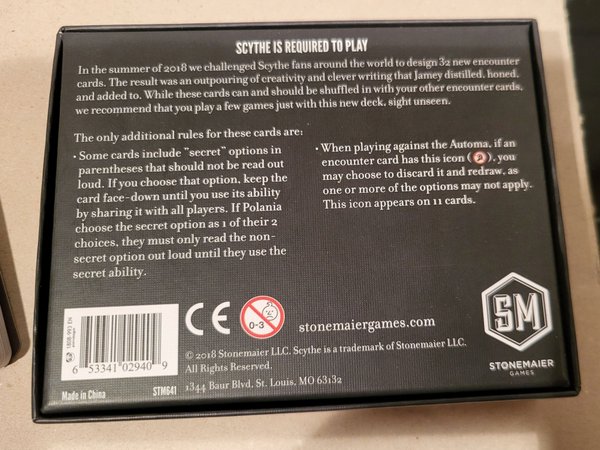 SCYTHE IS REQUIRED TO PLAY
In the summer of 2018 we challenged Scythe fans around the world to design 32 new encounter
cards. The result was an outpouring of creativity and clever writing that Jamey distilled, honed,
and added to. While these cards can and should be shuffled in with your other encounter cards,
we recommend that you play a few games just with this new deck, sight unseen.
The only additional rules for these cards are:
• Some cards include "secret" options in
parentheses that should not be read out
loud. If you choose that option, keep the
card face-down until you use its ability
by sharing it with all players. If Polania
choose the secret option as 1 of their 2
choices, they must only read the non-
secret option out loud until they use the
secret ability.
• When playing against the Automa, if an
encounter card has this icon ( ), you
may choose to discard it and redraw, as
one or more of the options may not apply.
This icon appears on 11 cards.
6 53341 02940 9
Made in China
STM641
CE
0-3
stonemaiergames.com
© 2018 Stonemaier LLC. Scythe is a trademark of Stonemaier LLC.
All Rights Reserved.
1344 Baur Blvd. St. Louis, MO 63132
SM
STONEMAIER
GAMES